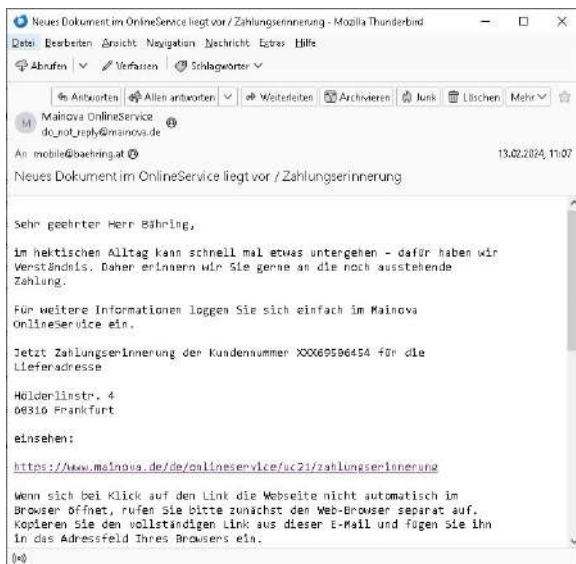 Neues Dokument im OnlineService liegt vor / Zahlungserinnerung - Mozilla Thunderbird
Datei Bearbeiten Ansicht Navigation Nachricht Extras Hilfe
Abrufen Verfassen Schlagwörter
Antworten Allen antworten Weiterleiten Archivieren Junk Löschen Mehr
M Mainova OnlineService
do_not_reply@mainova.de
An mobile@baehring.at 13.02.2024, 11:07
Neues Dokument im OnlineService liegt vor / Zahlungserinnerung
Sehr geehrter Herr Bähring,
im hektischen Alltag kann schnell mal etwas untergehen - dafür haben wir
Verständnis. Daher erinnern wir Sie gerne an die noch ausstehende
Zahlung.
Für weitere Informationen loggen Sie sich einfach im Mainova
OnlineService ein.
Jetzt Zahlungserinnerung der Kundennummer XXX69506454 für die
Lieferadresse
Hölderlinstr. 4
60316 Frankfurt
einsehen:
https://www.mainova.de/de/onlineservice/uc21/zahlungserinnerung
Wenn sich bei Klick auf den Link die Webseite nicht automatisch im
Browser öffnet, rufen Sie bitte zunächst den Web-Browser separat auf.
Kopieren Sie den vollständigen Link aus dieser E-Mail und fügen Sie ihn
in das Adressfeld Ihres Browsers ein.